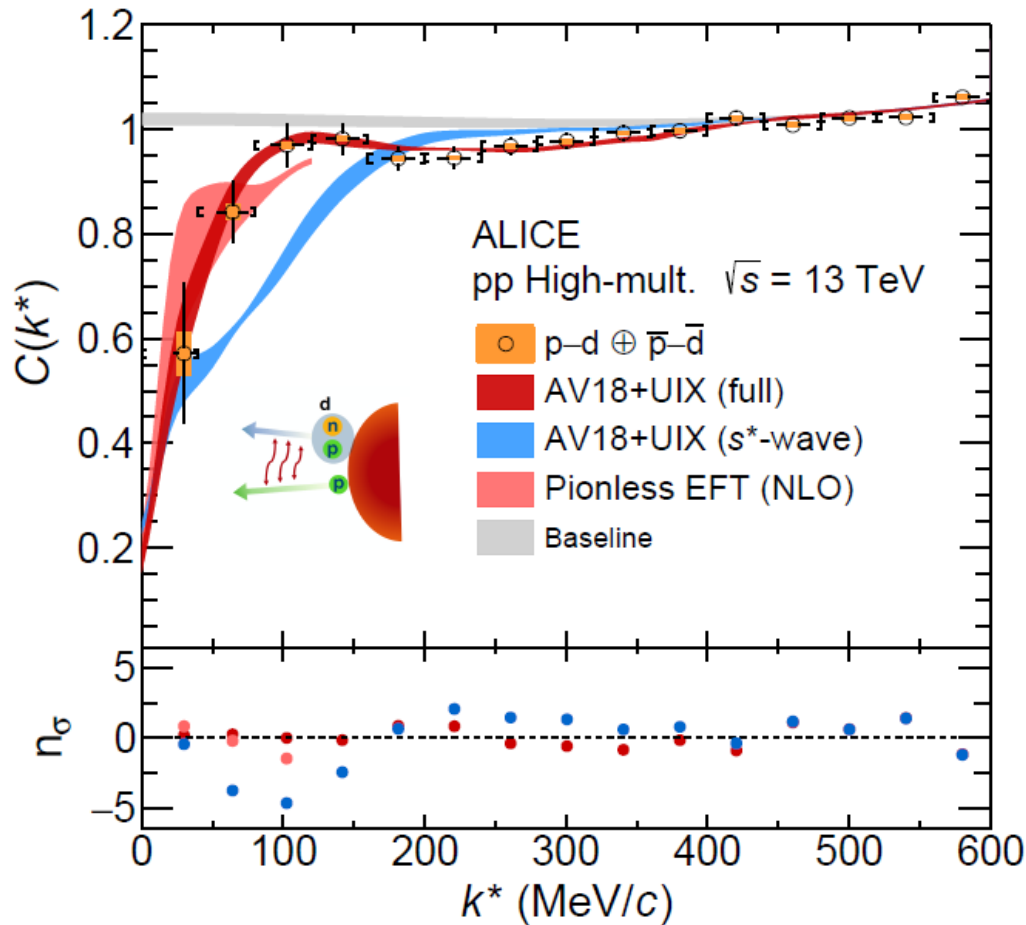 1.2
1
0.8
0.6
0.4
0.2
C(k*)
ALICE
pp High-mult. √s = 13 TeV
p–d ⊕ p̅–d̅
AV18+UIX (full)
AV18+UIX (s*-wave)
Pionless EFT (NLO)
Baseline
d
n
p
p
5
0
−5
nσ
0 100 200 300 400 500 600
k* (MeV/c)